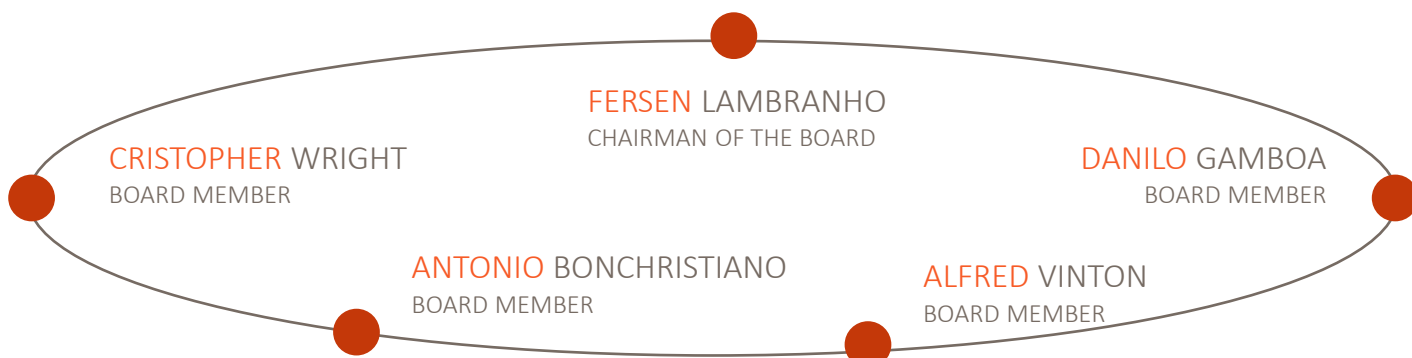 FERSEN LAMBRANHO
CHAIRMAN OF THE BOARD
CRISTOPHER WRIGHT
BOARD MEMBER
DANILO GAMBOA
BOARD MEMBER
ANTONIO BONCHRISTIANO
BOARD MEMBER
ALFRED VINTON
BOARD MEMBER